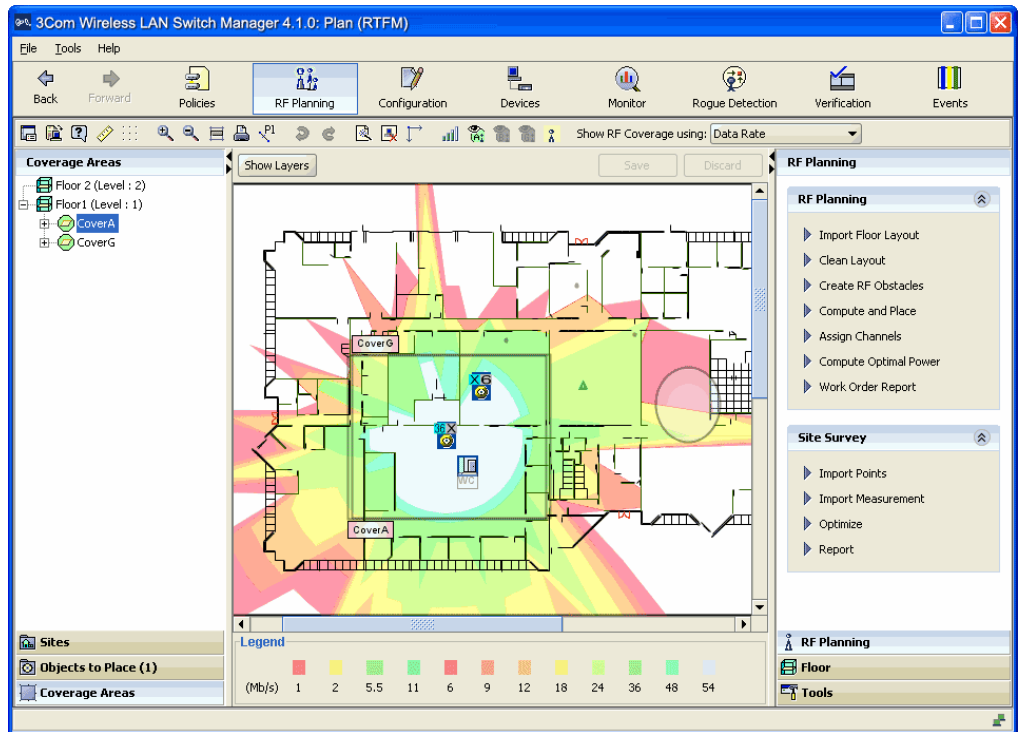 3Com Wireless LAN Switch Manager 4.1.0: Plan (RTFM)
File Tools Help
Back Forward Policies RF Planning Configuration Devices Monitor Rogue Detection Verification Events
P1 Show RF Coverage using: Data Rate
Coverage Areas
Floor 2 (Level : 2)
Floor1 (Level : 1)
CoverA
CoverG
Sites
Objects to Place (1)
Coverage Areas
Show Layers Save Discard
CoverG
X 6
36 X
WC
CoverA
Legend
(Mb/s) 1 2 5.5 11 6 9 12 18 24 36 48 54
RF Planning
RF Planning
Import Floor Layout
Clean Layout
Create RF Obstacles
Compute and Place
Assign Channels
Compute Optimal Power
Work Order Report
Site Survey
Import Points
Import Measurement
Optimize
Report
RF Planning
Floor
Tools